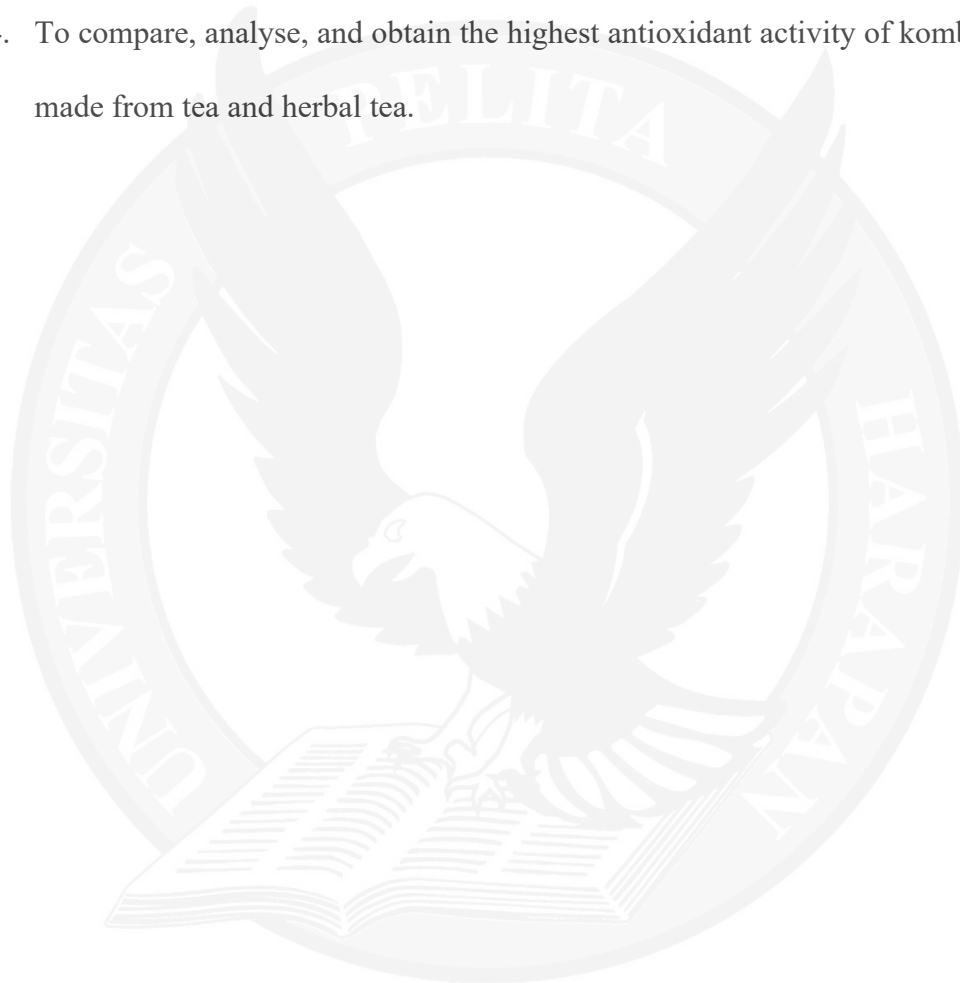 . To compare, analyse, and obtain the highest antioxidant activity of
made from tea and herbal tea.
UNIVERSITAS PELITA HARAPAN